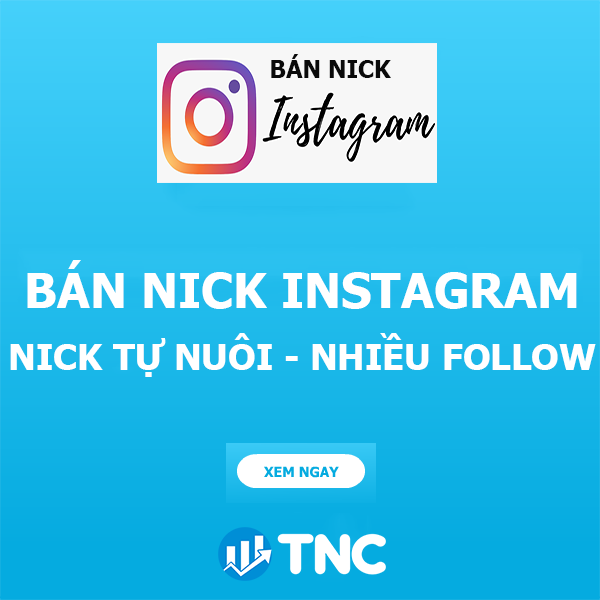 BÁN NICK
Instagram
BÁN NICK INSTAGRAM
NICK TỰ NUÔI - NHIỀU FOLLOW
XEM NGAY
TNC